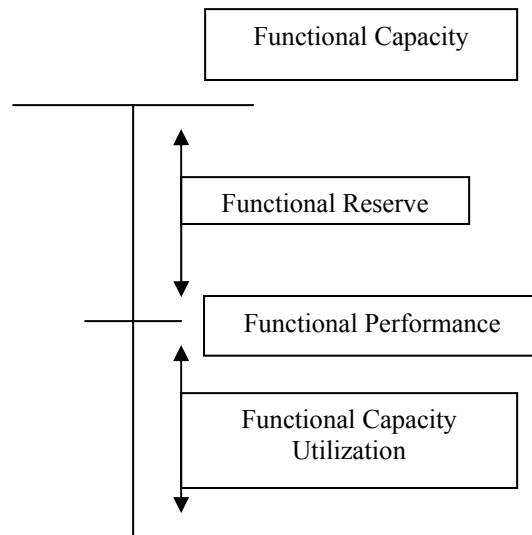 Functional Capacity
Functional Reserve
Functional Performance
Functional Capacity
Utilization